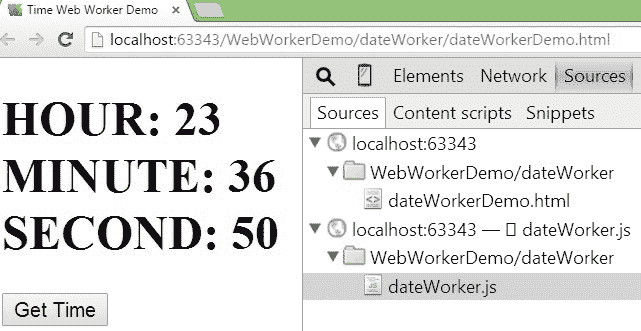 Time Web Worker Demo
localhost:63343/WebWorkerDemo/dateWorker/dateWorkerDemo.html
HOUR: 23
MINUTE: 36
SECOND: 50
Get Time
Elements Network Sources
Sources Content scripts Snippets
localhost:63343
WebWorkerDemo/dateWorker
dateWorkerDemo.html
localhost:63343 — dateWorker.js
WebWorkerDemo/dateWorker
dateWorker.js